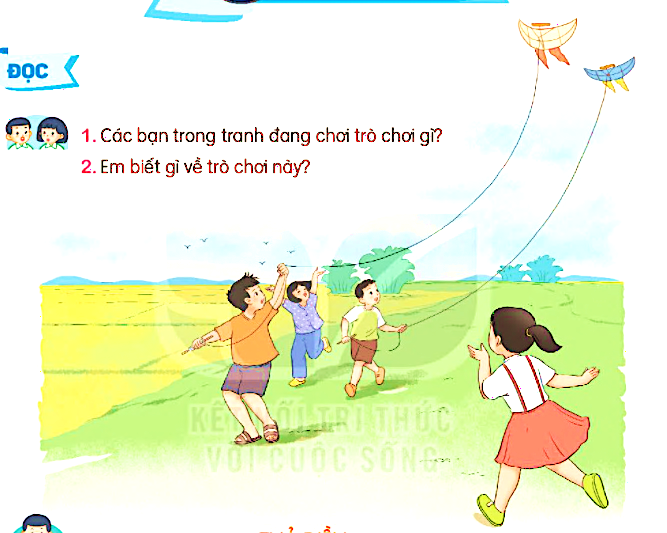 ĐỌC
1. Các bạn trong tranh đang chơi trò chơi gì?
2. Em biết gì về trò chơi này?
KẾT NỐI TRI THỨC
VỚI CUỘC SỐNG